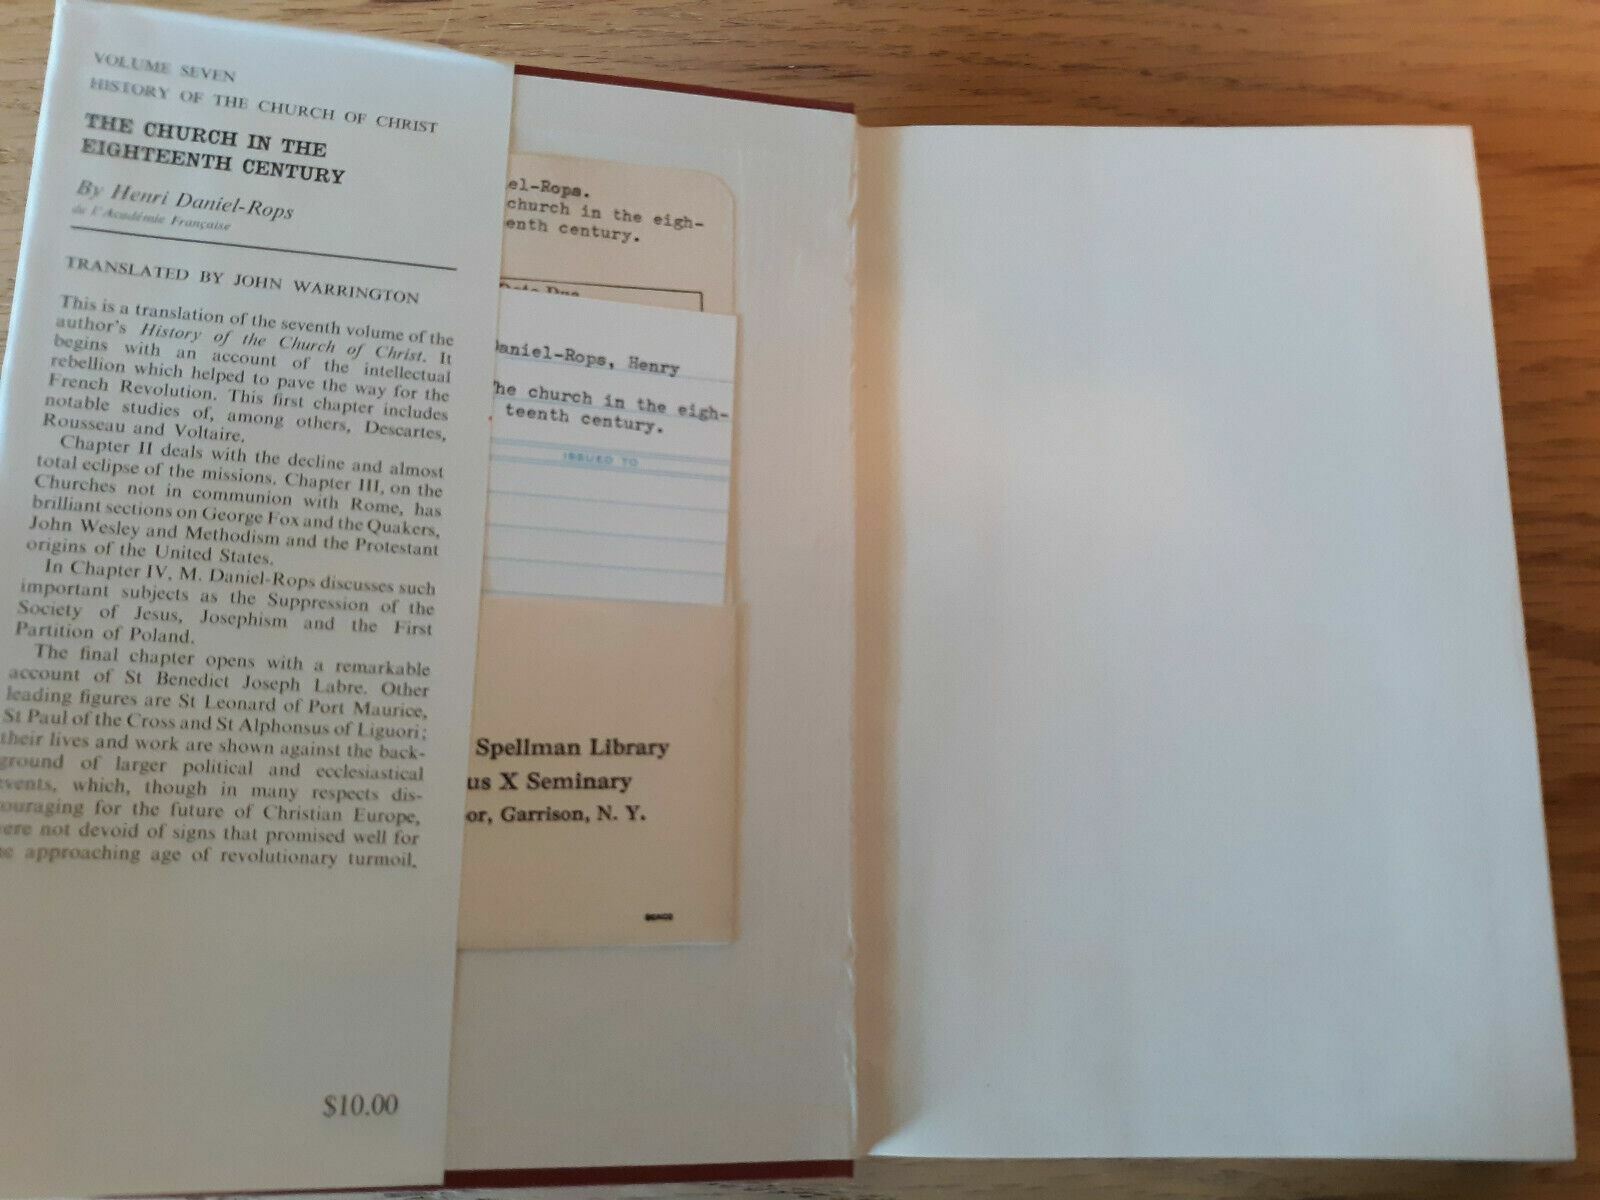 VOLUME SEVEN
HISTORY OF THE CHURCH OF CHRIST
THE CHURCH IN THE
EIGHTEENTH CENTURY
By Henri Daniel-Rops
de l'Académie Française
TRANSLATED BY JOHN WARRINGTON
This is a translation of the seventh volume of the
author's History of the Church of Christ. It
begins with an account of the intellectual
rebellion which helped to pave the way for the
French Revolution. This first chapter includes
notable studies of, among others, Descartes,
Rousseau and Voltaire.
Chapter II deals with the decline and almost
total eclipse of the missions. Chapter III, on the
Churches not in communion with Rome, has
brilliant sections on George Fox and the Quakers,
John Wesley and Methodism and the Protestant
origins of the United States.
In Chapter IV, M. Daniel-Rops discusses such
important subjects as the Suppression of the
Society of Jesus, Josephism and the First
Partition of Poland.
The final chapter opens with a remarkable
account of St Benedict Joseph Labre. Other
leading figures are St Leonard of Port Maurice,
St Paul of the Cross and St Alphonsus of Liguori;
their lives and work are shown against the back-
ground of larger political and ecclesiastical
events, which, though in many respects dis-
couraging for the future of Christian Europe,
were not devoid of signs that promised well for
he approaching age of revolutionary turmoil.
$10.00
el-Rops.
church in the eigh-
enth century.
Date Due
Daniel-Rops, Henry
The church in the eigh-
teenth century.
ISSUED TO
Spellman Library
us X Seminary
or, Garrison, N. Y.